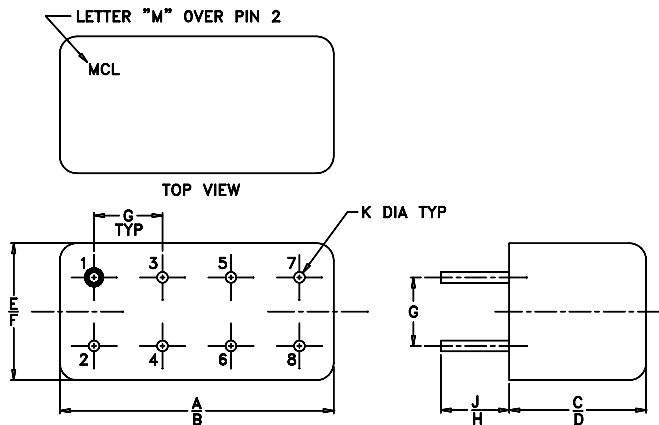 LETTER "M" OVER PIN 2
MCL
TOP VIEW
G
TYP
K DIA TYP
1 3 5 7
E
F
G
2 4 6 8
A
B
J
H
C
D